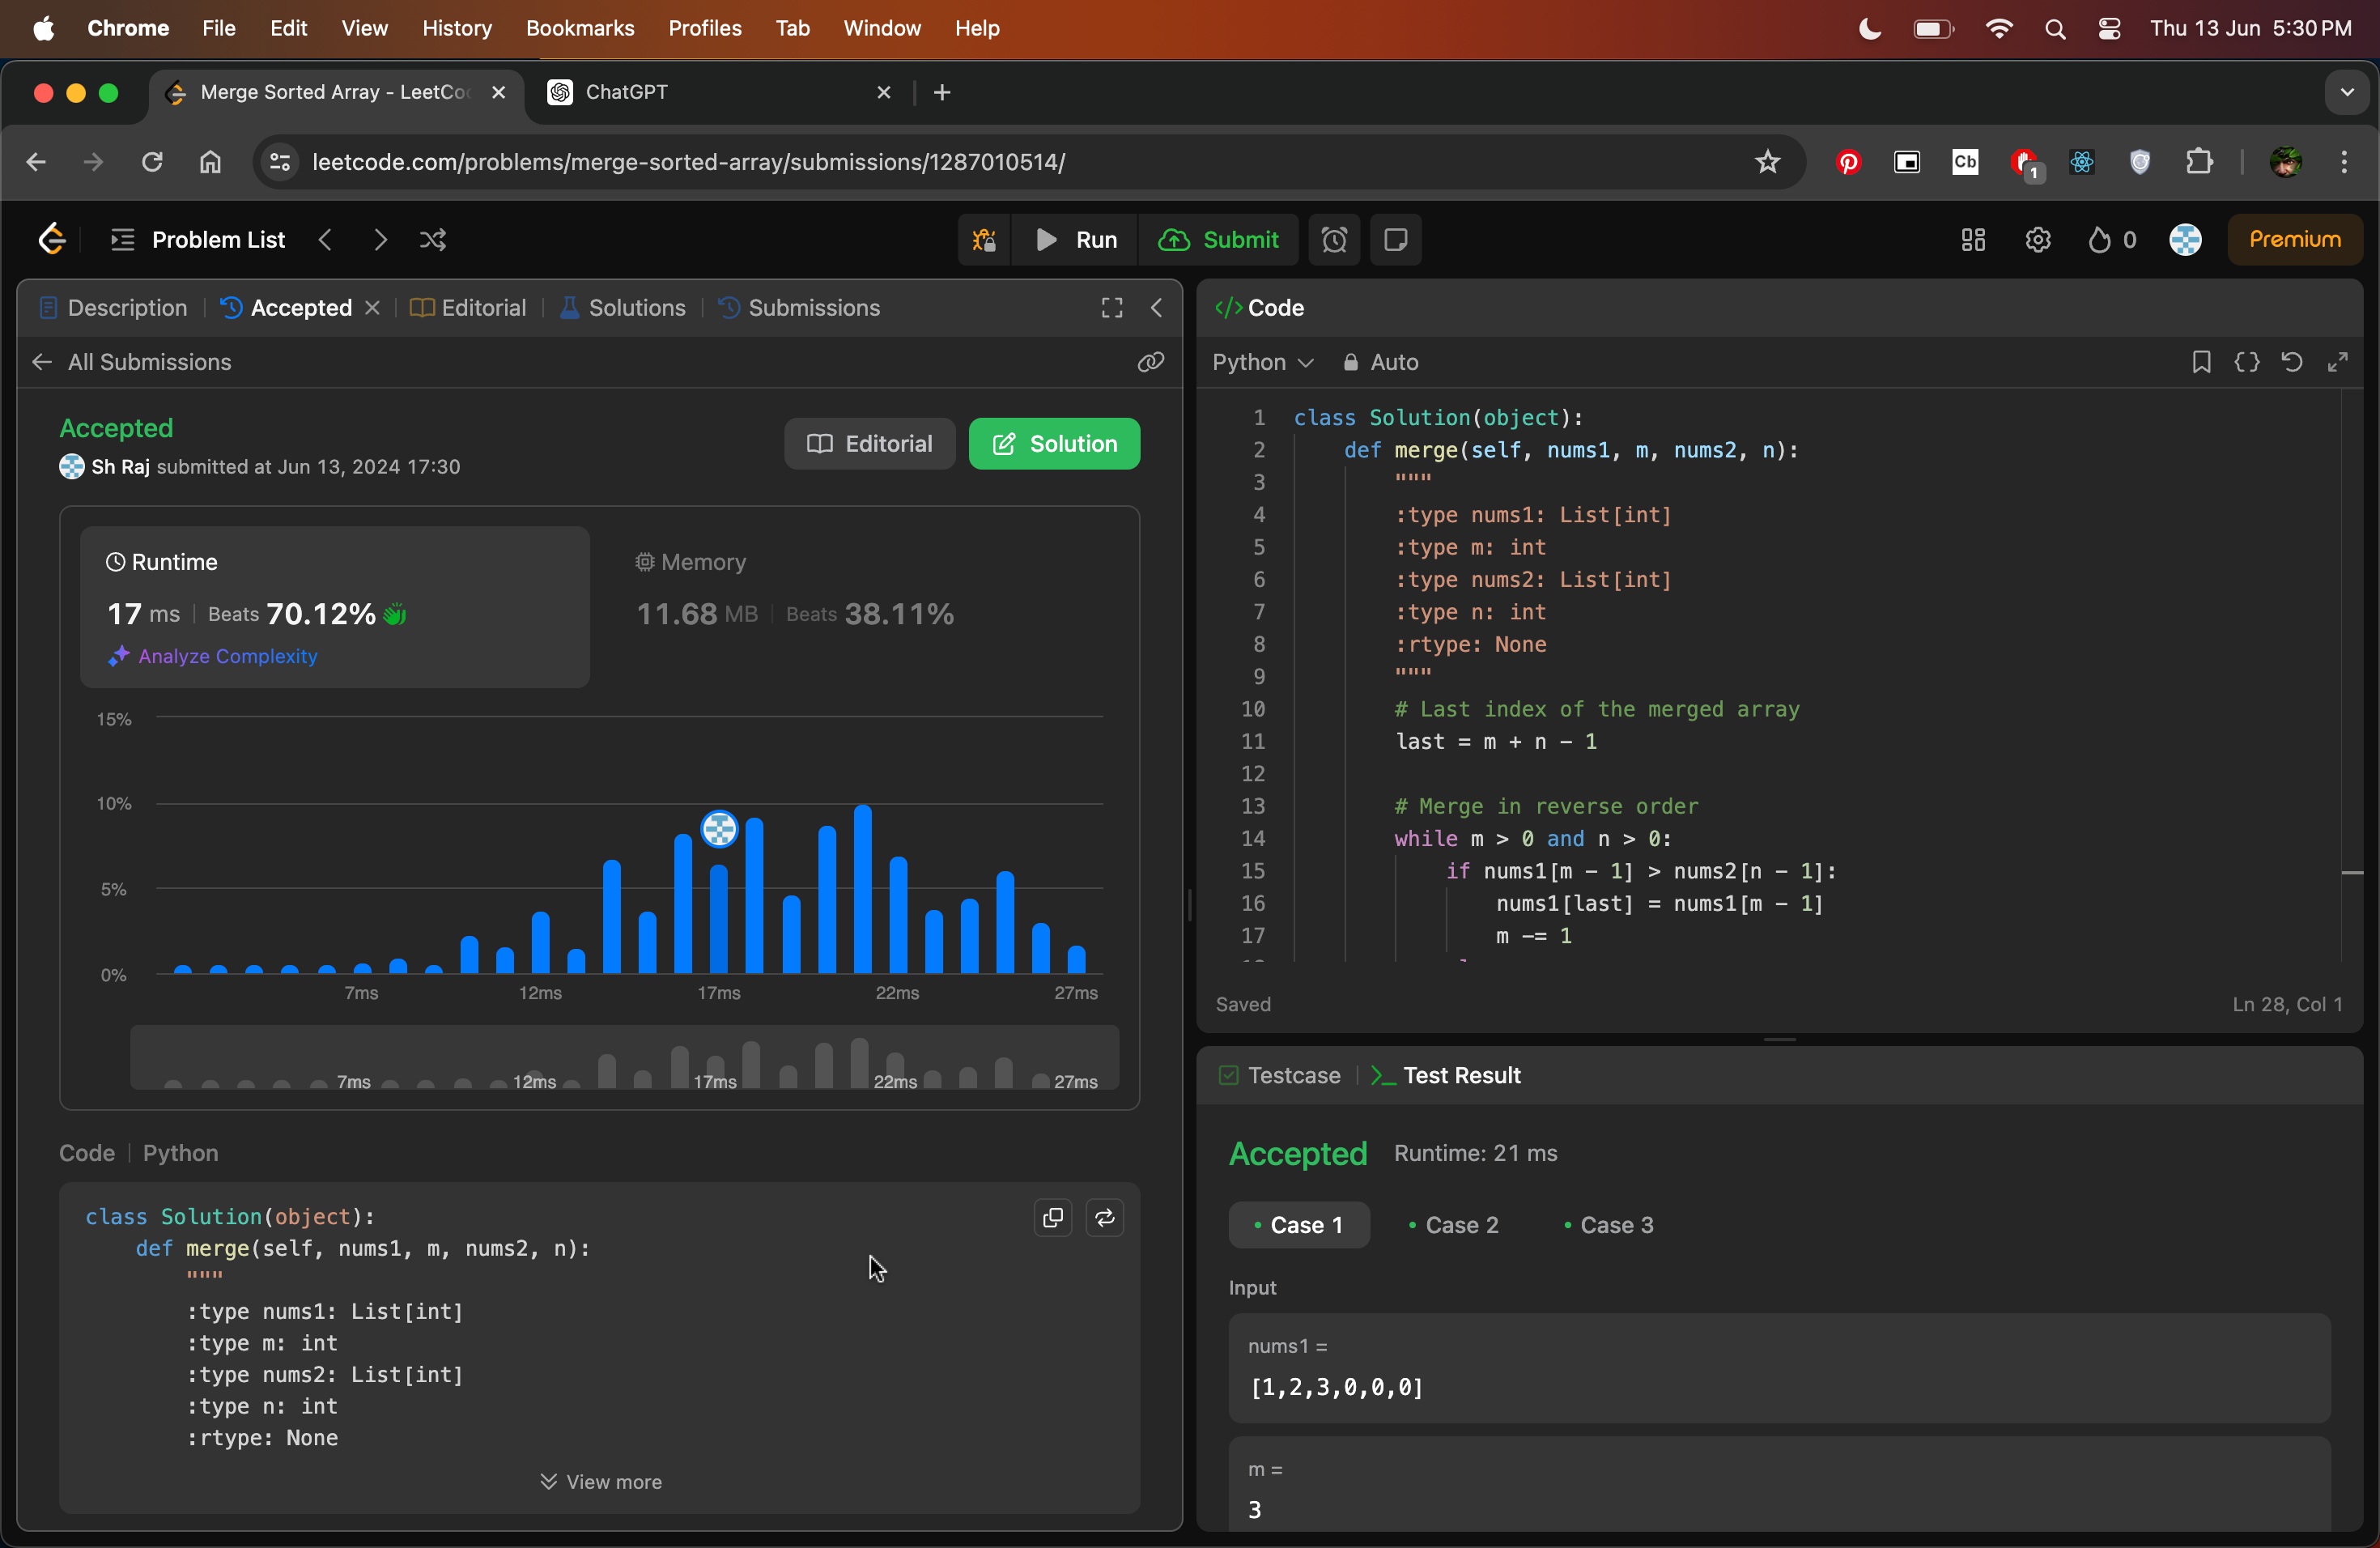 Chrome File Edit View History Bookmarks Profiles Tab Window Help Thu 13 Jun 5:30 PM
Merge Sorted Array - LeetCo ChatGPT
leetcode.com/problems/merge-sorted-array/submissions/1287010514/ Cb 1
Problem List Run Submit 0 Premium
Description Accepted Editorial Solutions Submissions
All Submissions
Accepted
Sh Raj submitted at Jun 13, 2024 17:30
Editorial Solution
Runtime
17 ms Beats 70.12%
Analyze Complexity
Memory
11.68 MB Beats 38.11%
15%
10%
5%
0%
7ms 12ms 17ms 22ms 27ms
7ms 12ms 17ms 22ms 27ms
Code Python
class Solution(object):
def merge(self, nums1, m, nums2, n):
"""
:type nums1: List[int]
:type m: int
:type nums2: List[int]
:type n: int
:rtype: None
View more
</> Code
Python Auto
1 class Solution(object):
2 def merge(self, nums1, m, nums2, n):
3 """
4 :type nums1: List[int]
5 :type m: int
6 :type nums2: List[int]
7 :type n: int
8 :rtype: None
9 """
10 # Last index of the merged array
11 last = m + n - 1
12
13 # Merge in reverse order
14 while m > 0 and n > 0:
15 if nums1[m - 1] > nums2[n - 1]:
16 nums1[last] = nums1[m - 1]
17 m -= 1
Saved Ln 28, Col 1
Testcase Test Result
Accepted Runtime: 21 ms
Case 1 Case 2 Case 3
Input
nums1 =
[1,2,3,0,0,0]
m =
3